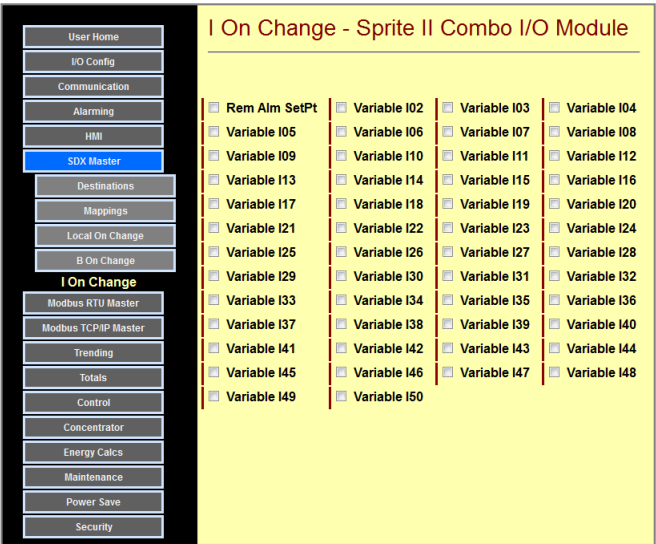 User Home
I/O Config
Communication
Alarming
HMI
SDX Master
Destinations
Mappings
Local On Change
B On Change
I On Change
Modbus RTU Master
Modbus TCP/IP Master
Trending
Totals
Control
Concentrator
Energy Calcs
Maintenance
Power Save
Security
I On Change - Sprite II Combo I/O Module
Rem Alm SetPt Variable I02 Variable I03 Variable I04
Variable I05 Variable I06 Variable I07 Variable I08
Variable I09 Variable I10 Variable I11 Variable I12
Variable I13 Variable I14 Variable I15 Variable I16
Variable I17 Variable I18 Variable I19 Variable I20
Variable I21 Variable I22 Variable I23 Variable I24
Variable I25 Variable I26 Variable I27 Variable I28
Variable I29 Variable I30 Variable I31 Variable I32
Variable I33 Variable I34 Variable I35 Variable I36
Variable I37 Variable I38 Variable I39 Variable I40
Variable I41 Variable I42 Variable I43 Variable I44
Variable I45 Variable I46 Variable I47 Variable I48
Variable I49 Variable I50